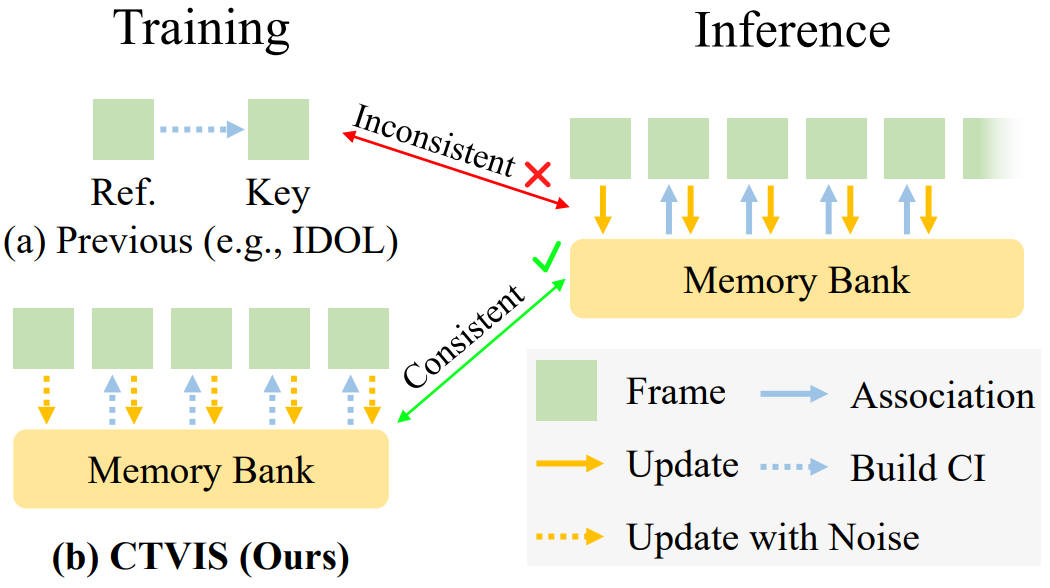 Training
Inference
Inconsistent
Ref.
Key
(a) Previous (e.g., IDOL)
Memory Bank
Consistent
Memory Bank
(b) CTVIS (Ours)
Frame
Association
Update
Build CI
Update with Noise